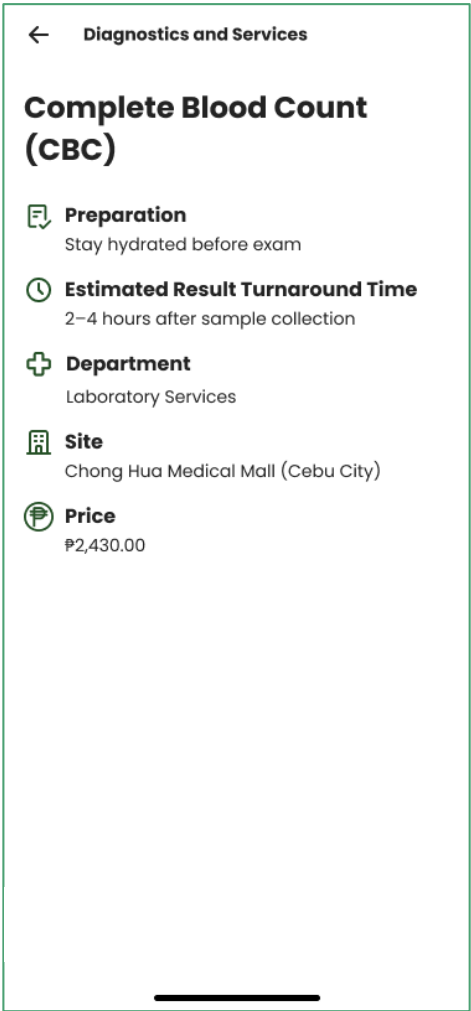 Diagnostics and Services
Complete Blood Count
(CBC)
Preparation
Stay hydrated before exam
Estimated Result Turnaround Time
2–4 hours after sample collection
Department
Laboratory Services
Site
Chong Hua Medical Mall (Cebu City)
Price
₱2,430.00